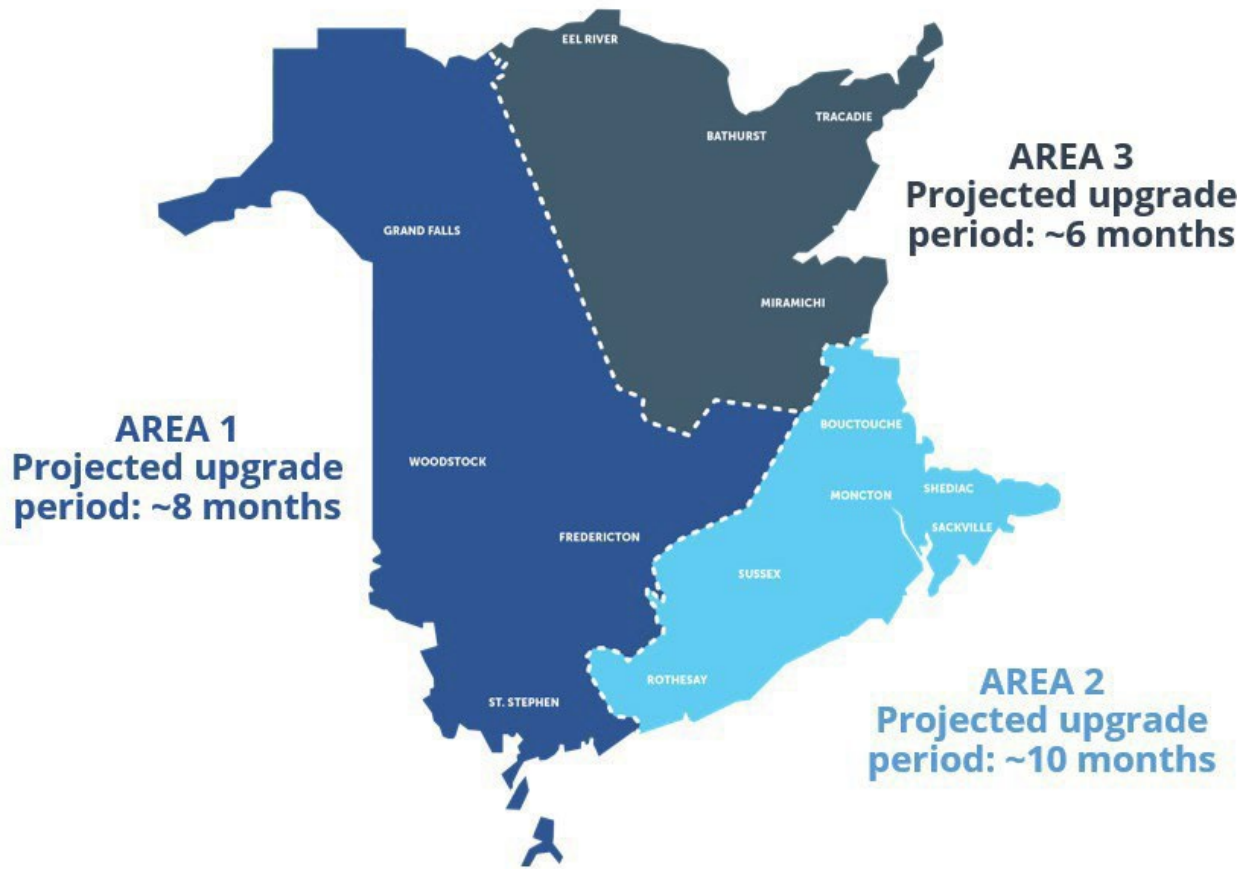 EEL RIVER
TRACADIE
BATHURST
AREA 3
Projected upgrade
period: ~6 months
GRAND FALLS
MIRAMICHI
AREA 1
Projected upgrade
period: ~8 months
BOUCTOUCHE
WOODSTOCK
SHEDIAC
MONCTON
SACKVILLE
FREDERICTON
SUSSEX
ROTHESAY
ST. STEPHEN
AREA 2
Projected upgrade
period: ~10 months